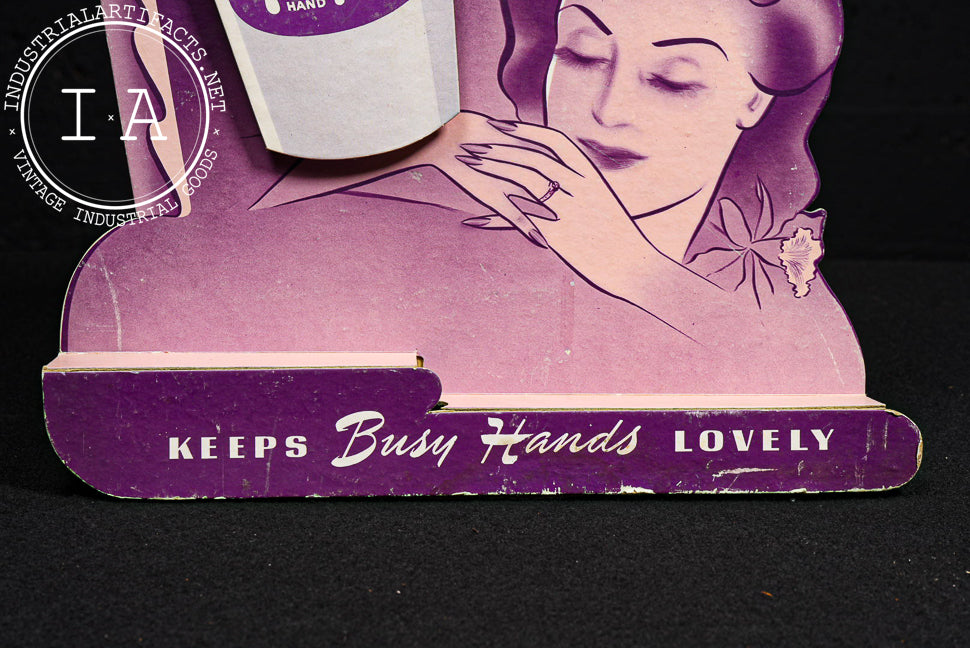 INDUSTRIALARTIFACTS.NET
I A
VINTAGE INDUSTRIAL GOODS
HAND
KEEPS Busy Hands LOVELY